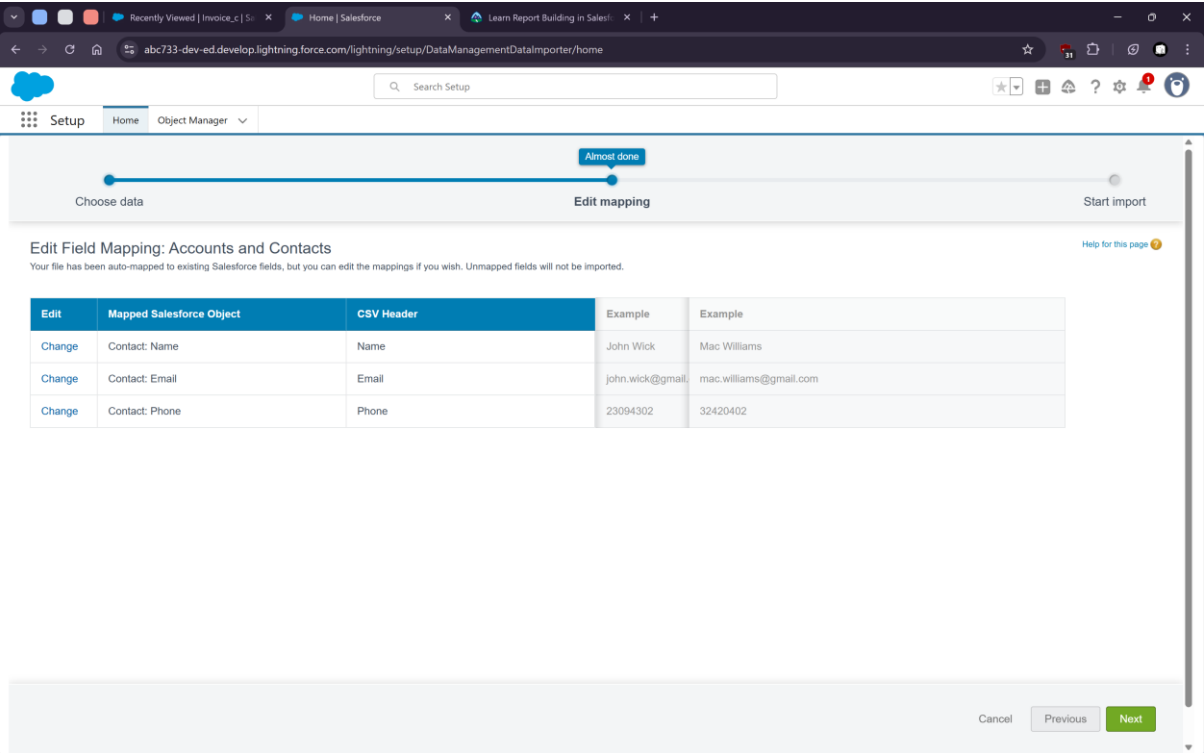 Recently Viewed | Invoice_c | Sa
Home | Salesforce
Learn Report Building in Salesfo
abc733-dev-ed.develop.lightning.force.com/lightning/setup/DataManagementDataImporter/home
31
Search Setup
1
Setup
Home
Object Manager
Almost done
Choose data
Edit mapping
Start import
Edit Field Mapping: Accounts and Contacts
Help for this page
Your file has been auto-mapped to existing Salesforce fields, but you can edit the mappings if you wish. Unmapped fields will not be imported.
Edit Mapped Salesforce Object CSV Header Example Example
Change Contact: Name Name John Wick Mac Williams
Change Contact: Email Email john.wick@gmail. mac.williams@gmail.com
Change Contact: Phone Phone 23094302 32420402
Cancel Previous Next